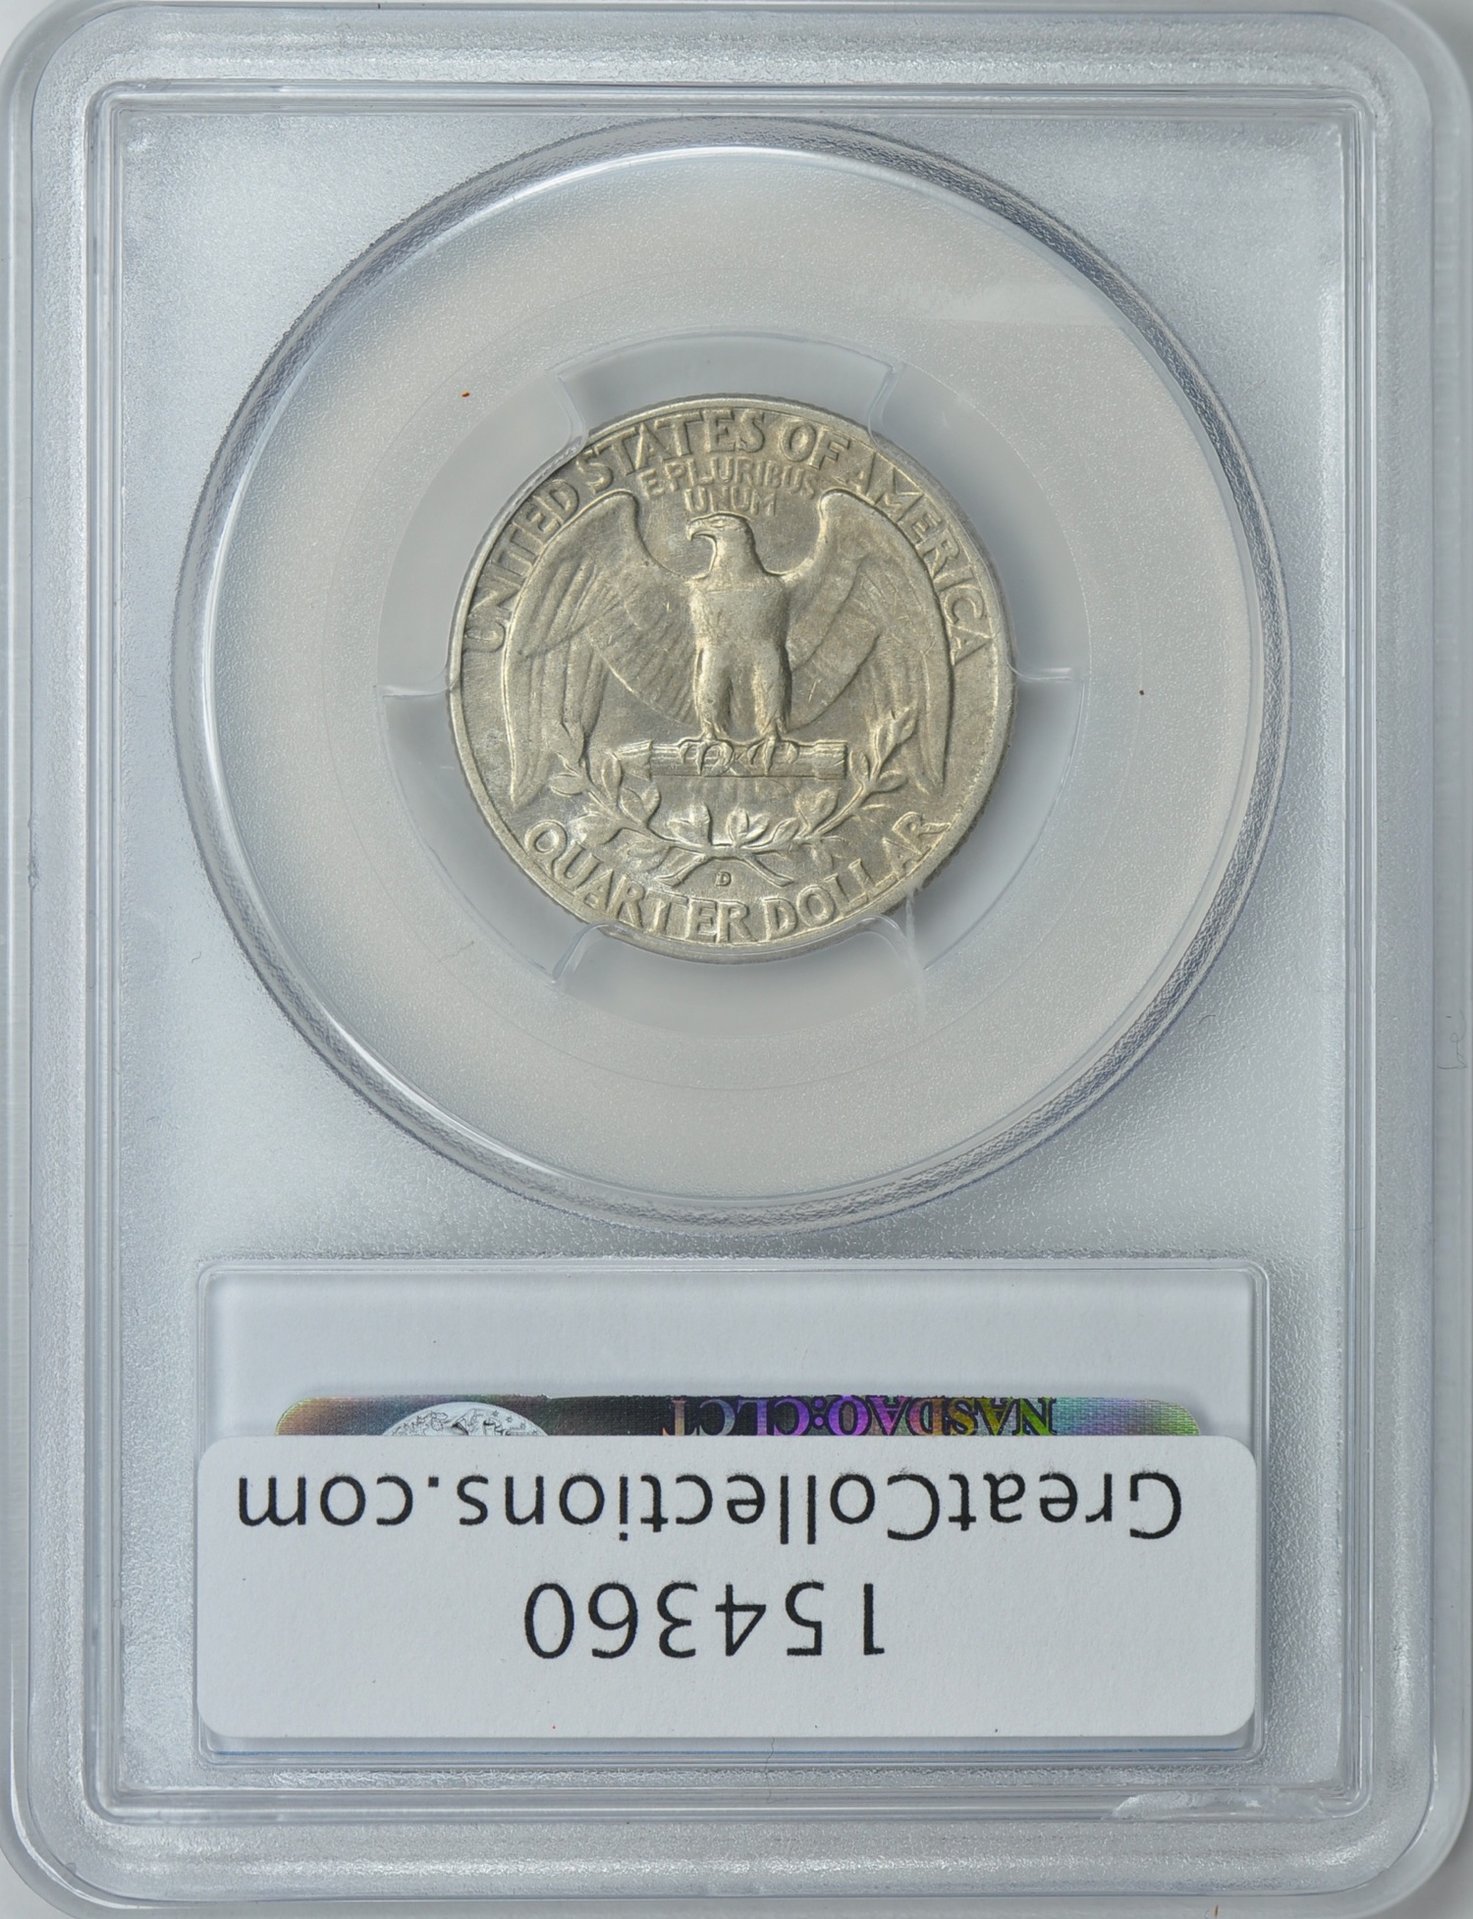 UNITED STATES OF AMERICA
E PLURIBUS
UNUM
D
QUARTER DOLLAR
NASDAQ:CLCT
GreatCollections.com
154360